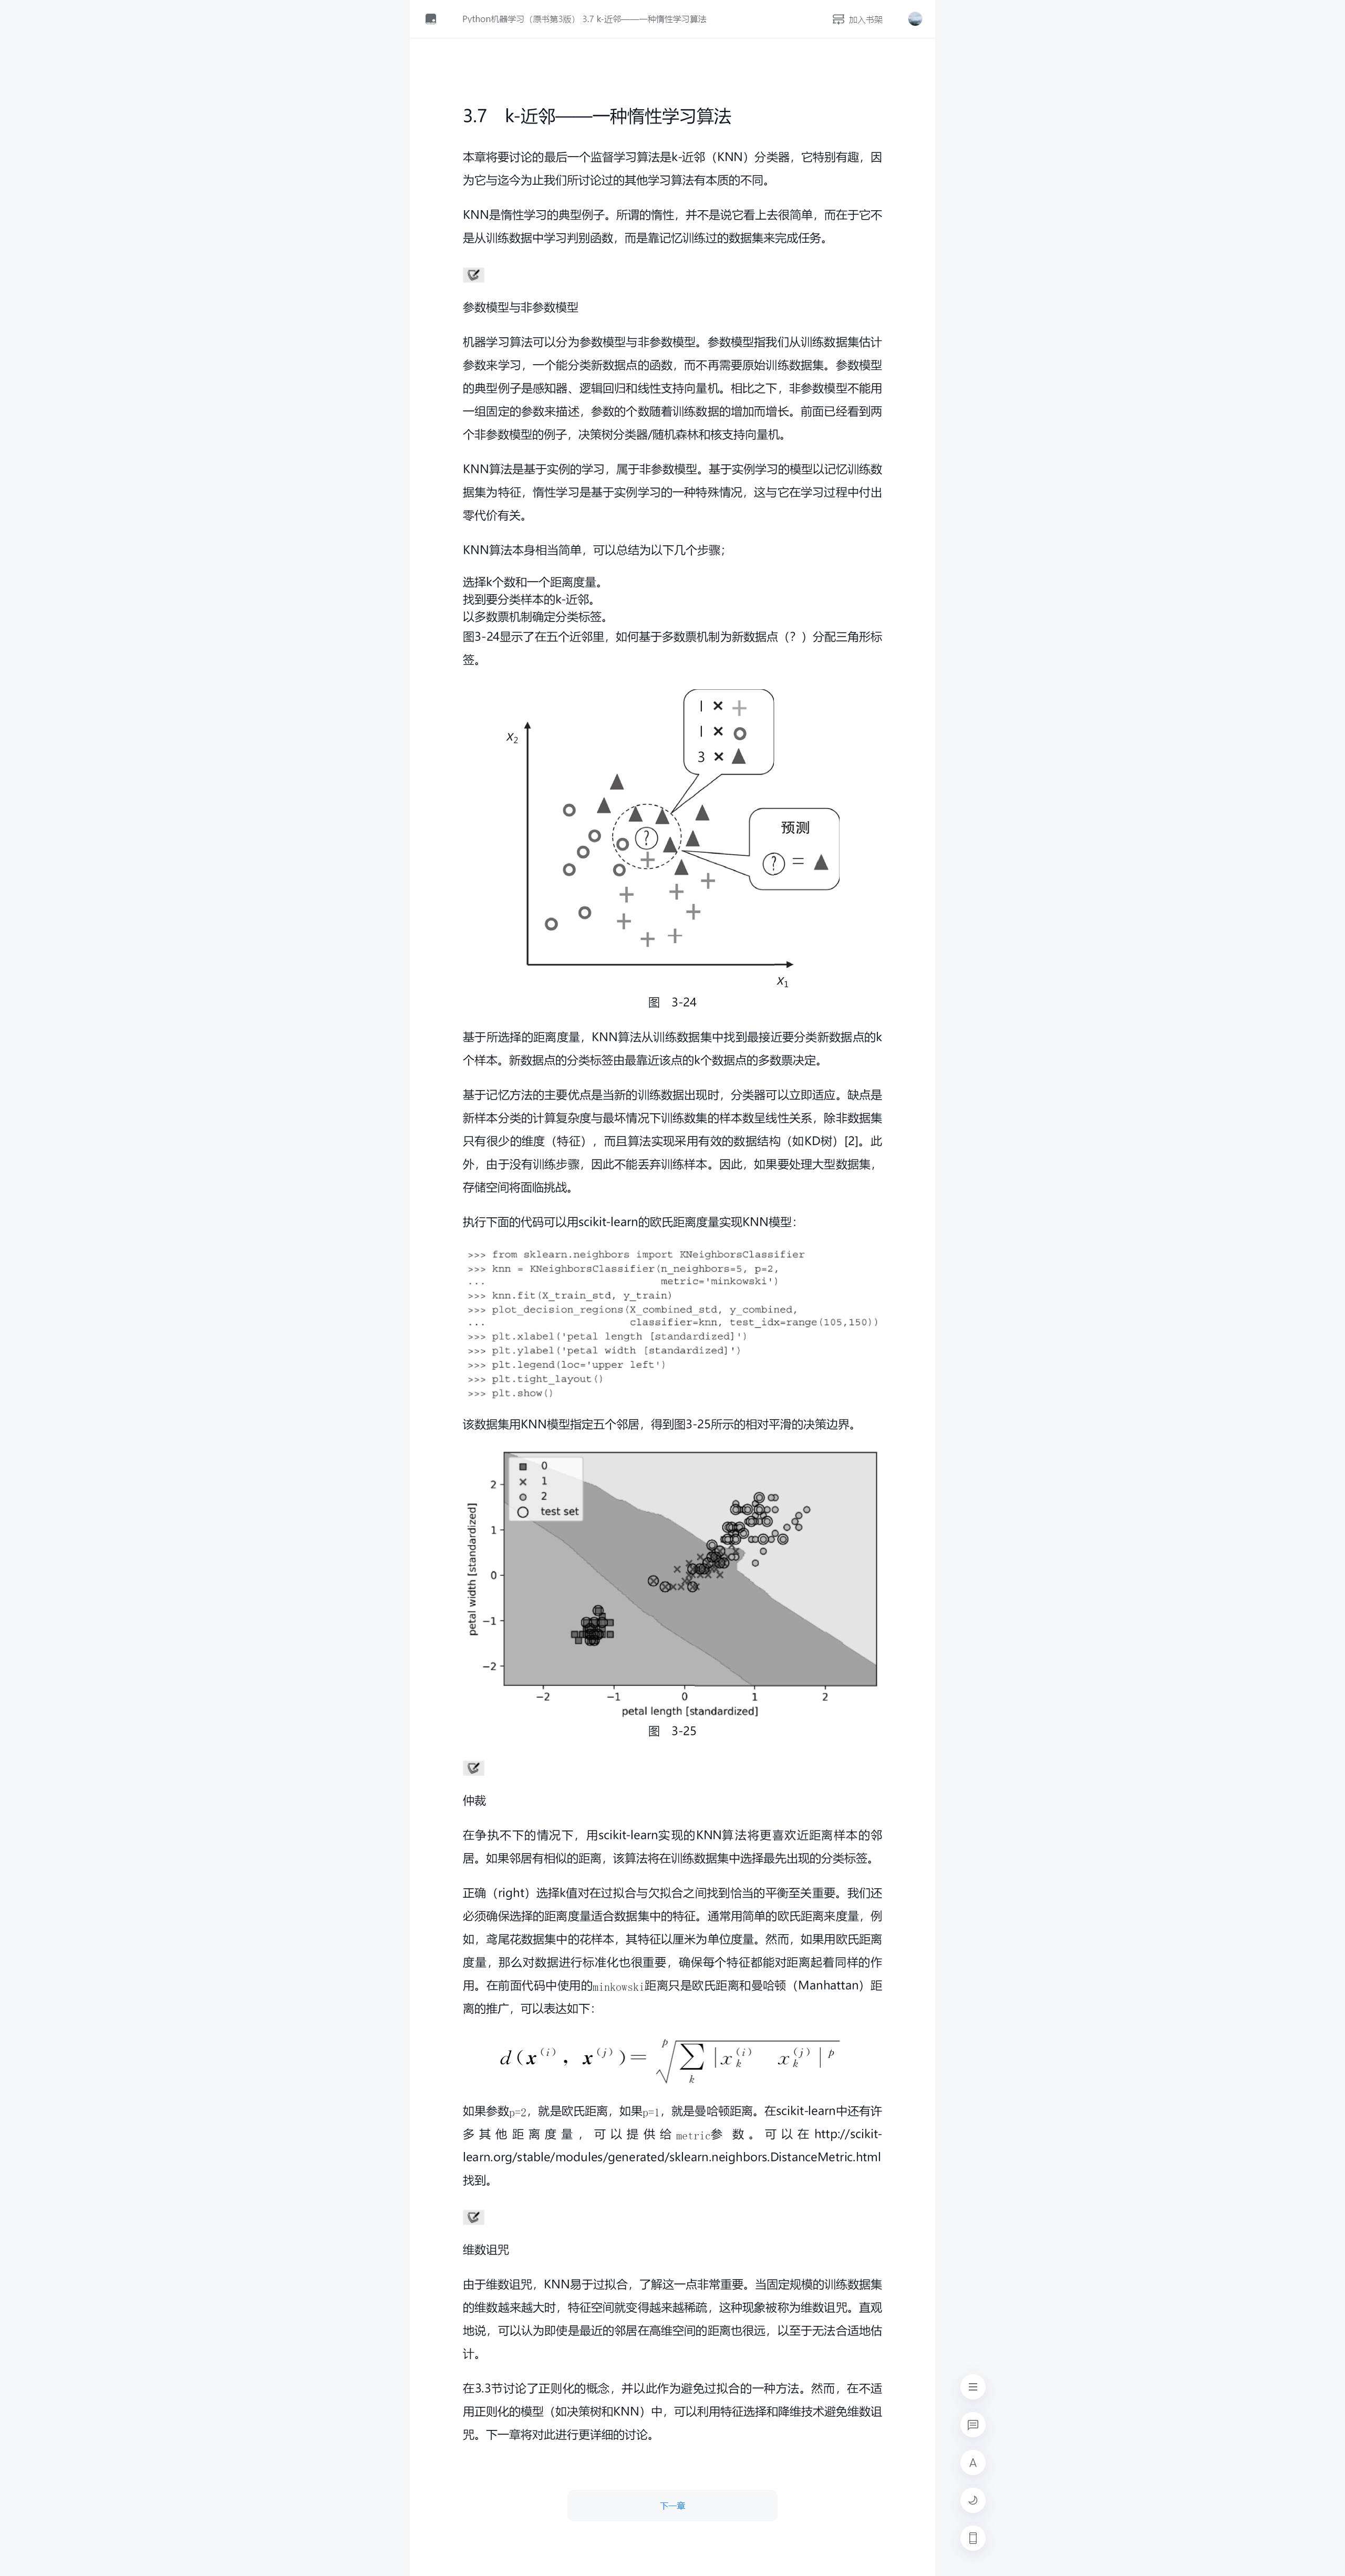 Python机器学习（原书第3版） 3.7 k-近邻——一种惰性学习算法
加入书架
3.7 k-近邻——一种惰性学习算法
本章将要讨论的最后一个监督学习算法是k-近邻（KNN）分类器，它特别有趣，因
为它与迄今为止我们所讨论过的其他学习算法有本质的不同。
KNN是惰性学习的典型例子。所谓的惰性，并不是说它看上去很简单，而在于它不
是从训练数据中学习判别函数，而是靠记忆训练过的数据集来完成任务。
参数模型与非参数模型
机器学习算法可以分为参数模型与非参数模型。参数模型指我们从训练数据集估计
参数来学习，一个能分类新数据点的函数，而不再需要原始训练数据集。参数模型
的典型例子是感知器、逻辑回归和线性支持向量机。相比之下，非参数模型不能用
一组固定的参数来描述，参数的个数随着训练数据的增加而增长。前面已经看到两
个非参数模型的例子，决策树分类器/随机森林和核支持向量机。
KNN算法是基于实例的学习，属于非参数模型。基于实例学习的模型以记忆训练数
据集为特征，惰性学习是基于实例学习的一种特殊情况，这与它在学习过程中付出
零代价有关。
KNN算法本身相当简单，可以总结为以下几个步骤；
选择k个数和一个距离度量。
找到要分类样本的k-近邻。
以多数票机制确定分类标签。
图3-24显示了在五个近邻里，如何基于多数票机制为新数据点（？）分配三角形标
签。
1 × +
1 × o
3 × ▲
x2
?
预测
? = ▲
x1
图 3-24
基于所选择的距离度量，KNN算法从训练数据集中找到最接近要分类新数据点的k
个样本。新数据点的分类标签由最靠近该点的k个数据点的多数票决定。
基于记忆方法的主要优点是当新的训练数据出现时，分类器可以立即适应。缺点是
新样本分类的计算复杂度与最坏情况下训练数集的样本数呈线性关系，除非数据集
只有很少的维度（特征），而且算法实现采用有效的数据结构（如KD树）[2]。此
外，由于没有训练步骤，因此不能丢弃训练样本。因此，如果要处理大型数据集，
存储空间将面临挑战。
执行下面的代码可以用scikit-learn的欧氏距离度量实现KNN模型：
>>> from sklearn.neighbors import KNeighborsClassifier
>>> knn = KNeighborsClassifier(n_neighbors=5, p=2,
... metric='minkowski')
>>> knn.fit(X_train_std, y_train)
>>> plot_decision_regions(X_combined_std, y_combined,
... classifier=knn, test_idx=range(105,150))
>>> plt.xlabel('petal length [standardized]')
>>> plt.ylabel('petal width [standardized]')
>>> plt.legend(loc='upper left')
>>> plt.tight_layout()
>>> plt.show()
该数据集用KNN模型指定五个邻居，得到图3-25所示的相对平滑的决策边界。
0
1
2
test set
2
1
0
−1
−2
petal width [standardized]
−2 −1 0 1 2
petal length [standardized]
图 3-25
仲裁
在争执不下的情况下，用scikit-learn实现的KNN算法将更喜欢近距离样本的邻
居。如果邻居有相似的距离，该算法将在训练数据集中选择最先出现的分类标签。
正确（right）选择k值对在过拟合与欠拟合之间找到恰当的平衡至关重要。我们还
必须确保选择的距离度量适合数据集中的特征。通常用简单的欧氏距离来度量，例
如，鸢尾花数据集中的花样本，其特征以厘米为单位度量。然而，如果用欧氏距离
度量，那么对数据进行标准化也很重要，确保每个特征都能对距离起着同样的作
用。在前面代码中使用的minkowski距离只是欧氏距离和曼哈顿（Manhattan）距
离的推广，可以表达如下：
d(x(i), x(j))= p√∑k |xk(i) xk(j)|p
如果参数p=2，就是欧氏距离，如果p=1，就是曼哈顿距离。在scikit-learn中还有许
多其他距离度量，可以提供给metric参 数。可以在http://scikit-
learn.org/stable/modules/generated/sklearn.neighbors.DistanceMetric.html
找到。
维数诅咒
由于维数诅咒，KNN易于过拟合，了解这一点非常重要。当固定规模的训练数据集
的维数越来越大时，特征空间就变得越来越稀疏，这种现象被称为维数诅咒。直观
地说，可以认为即使是最近的邻居在高维空间的距离也很远，以至于无法合适地估
计。
在3.3节讨论了正则化的概念，并以此作为避免过拟合的一种方法。然而，在不适
用正则化的模型（如决策树和KNN）中，可以利用特征选择和降维技术避免维数诅
咒。下一章将对此进行更详细的讨论。
A
下一章